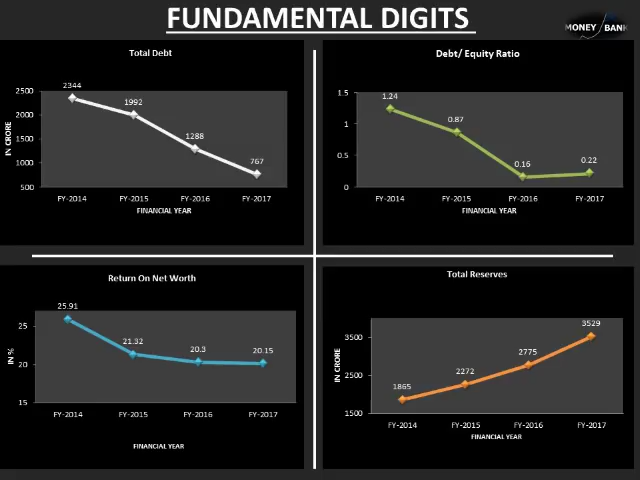 FUNDAMENTAL DIGITS
MONEY BANK
Total Debt
2500
2000
1500
1000
500
IN CRORE
2344
1992
1288
767
FY-2014 FY-2015 FY-2016 FY-2017
FINANCIAL YEAR
Debt/ Equity Ratio
1.5
1
0.5
0
1.24
0.87
0.16
0.22
FY-2014 FY-2015 FY-2016 FY-2017
FINANCIAL YEAR
Return On Net Worth
25
20
15
IN %
25.91
21.32
20.3
20.15
FY-2014 FY-2015 FY-2016 FY-2017
FINANCIAL YEAR
Total Reserves
3500
2500
1500
IN CRORE
1865
2272
2775
3529
FY-2014 FY-2015 FY-2016 FY-2017
FINANCIAL YEAR